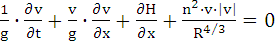 1/g · ∂v/∂t + v/g · ∂v/∂x + ∂H/∂x + n²·v·|v|/R^4/3 = 0